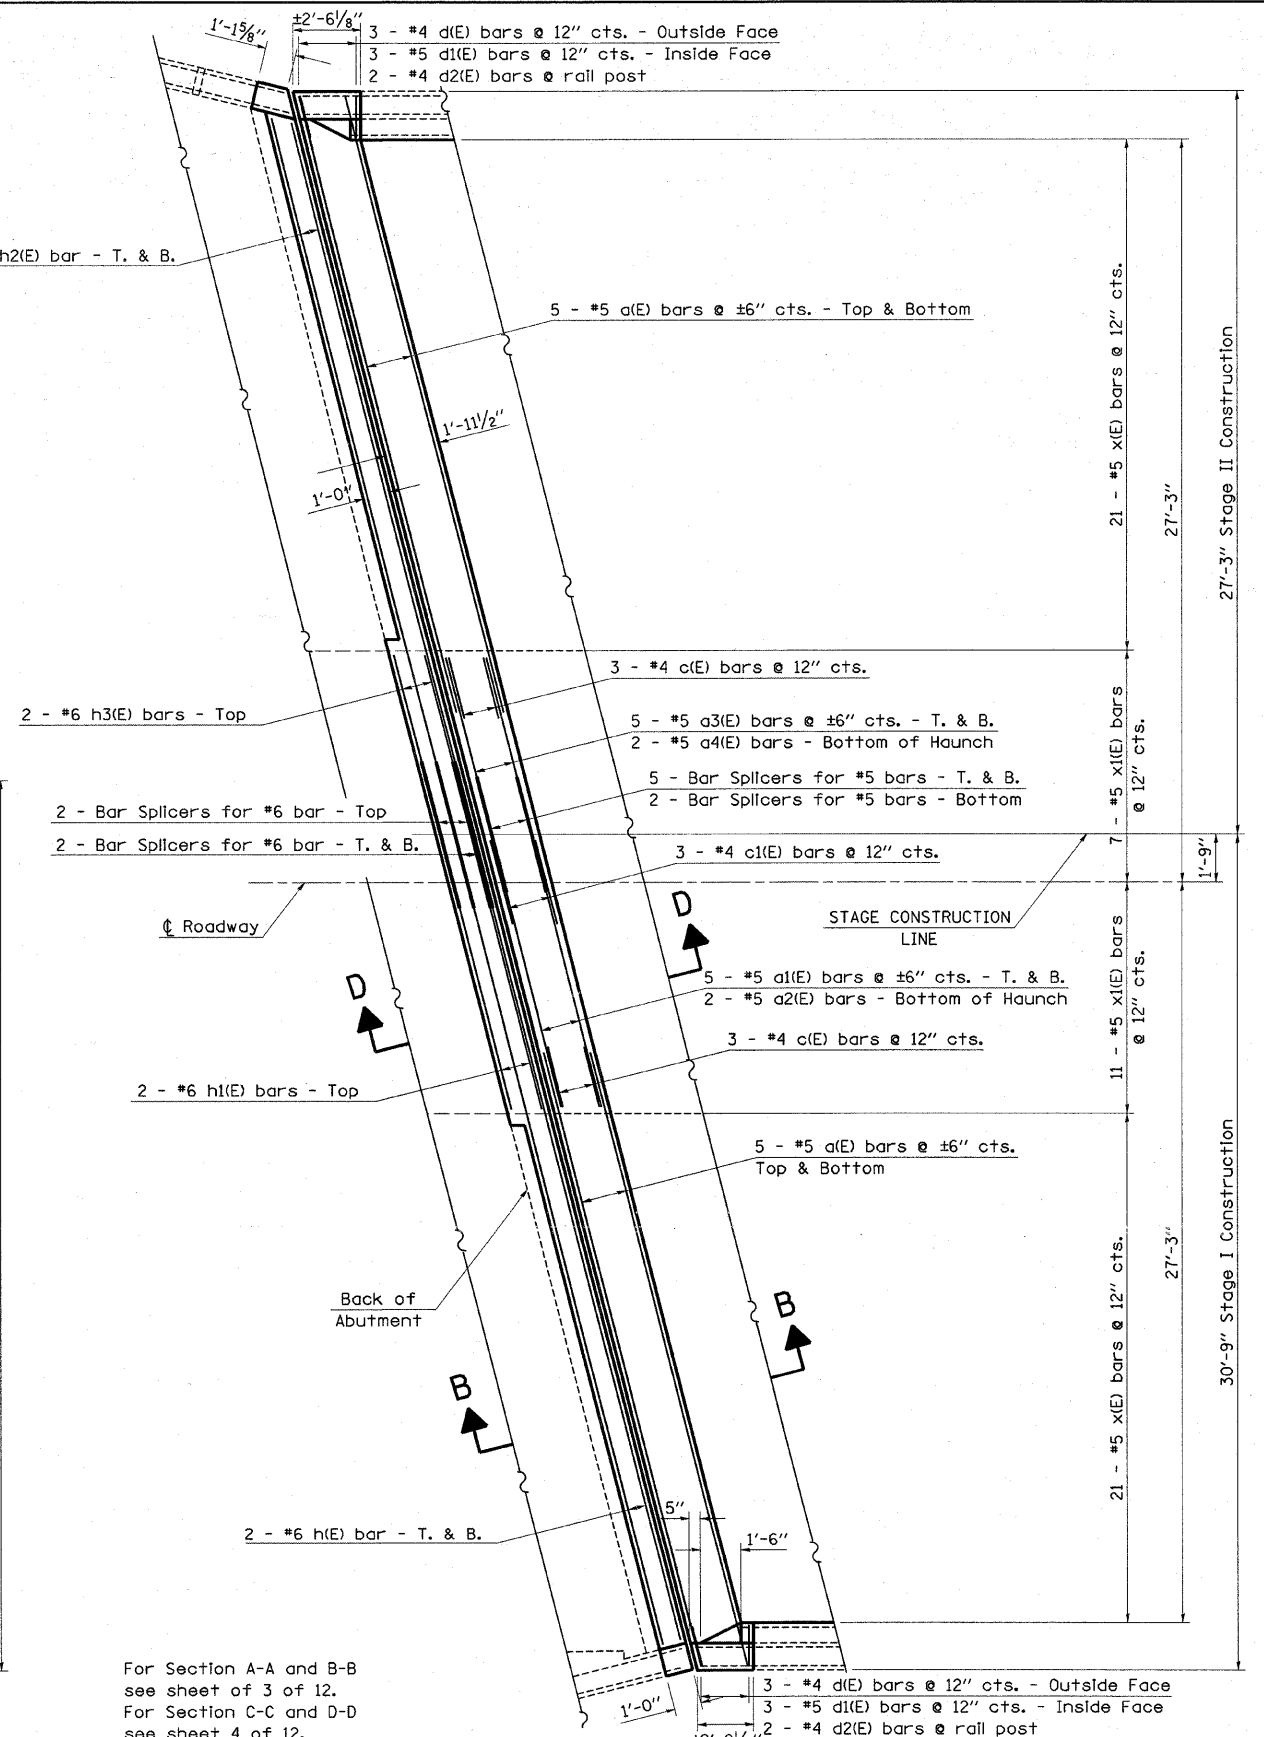 1'-1⅝"
±2'-6⅛"
3 - #4 d(E) bars @ 12" cts. - Outside Face
3 - #5 d1(E) bars @ 12" cts. - Inside Face
2 - #4 d2(E) bars @ rail post
h2(E) bar - T. & B.
5 - #5 a(E) bars @ ±6" cts. - Top & Bottom
21 - #5 x(E) bars @ 12" cts.
27'-3"
27'-3" Stage II Construction
1'-11½"
1'-0"
3 - #4 c(E) bars @ 12" cts.
2 - #6 h3(E) bars - Top
5 - #5 a3(E) bars @ ±6" cts. - T. & B.
2 - #5 a4(E) bars - Bottom of Haunch
7 - #5 x1(E) bars
@ 12" cts.
5 - Bar Splicers for #5 bars - T. & B.
2 - Bar Splicers for #5 bars - Bottom
2 - Bar Splicers for #6 bar - Top
2 - Bar Splicers for #6 bar - T. & B.
3 - #4 c1(E) bars @ 12" cts.
1'-9"
℄ Roadway
STAGE CONSTRUCTION
LINE
D
D
5 - #5 a1(E) bars @ ±6" cts. - T. & B.
2 - #5 a2(E) bars - Bottom of Haunch
11 - #5 x1(E) bars
@ 12" cts.
3 - #4 c(E) bars @ 12" cts.
2 - #6 h1(E) bars - Top
5 - #5 a(E) bars @ ±6" cts.
Top & Bottom
27'-3"
30'-9" Stage I Construction
21 - #5 x(E) bars @ 12" cts.
Back of
Abutment
B
B
5"
1'-6"
2 - #6 h(E) bar - T. & B.
For Section A-A and B-B
see sheet of 3 of 12.
For Section C-C and D-D
see sheet 4 of 12.
1'-0"
3 - #4 d(E) bars @ 12" cts. - Outside Face
3 - #5 d1(E) bars @ 12" cts. - Inside Face
2 - #4 d2(E) bars @ rail post